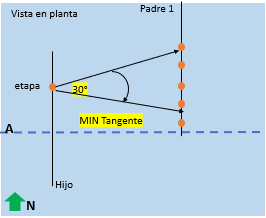 Padre 1
Vista en planta
etapa
30°
MIN Tangente
A
Hijo
N